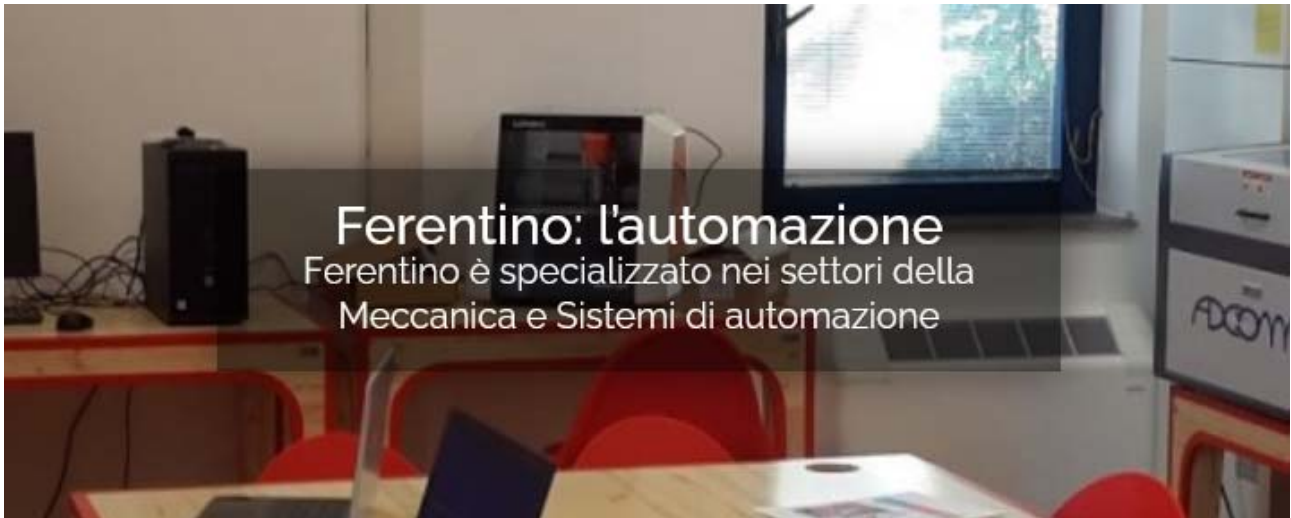 Ferentino: l'automazione
Ferentino è specializzato nei settori della
Meccanica e Sistemi di automazione